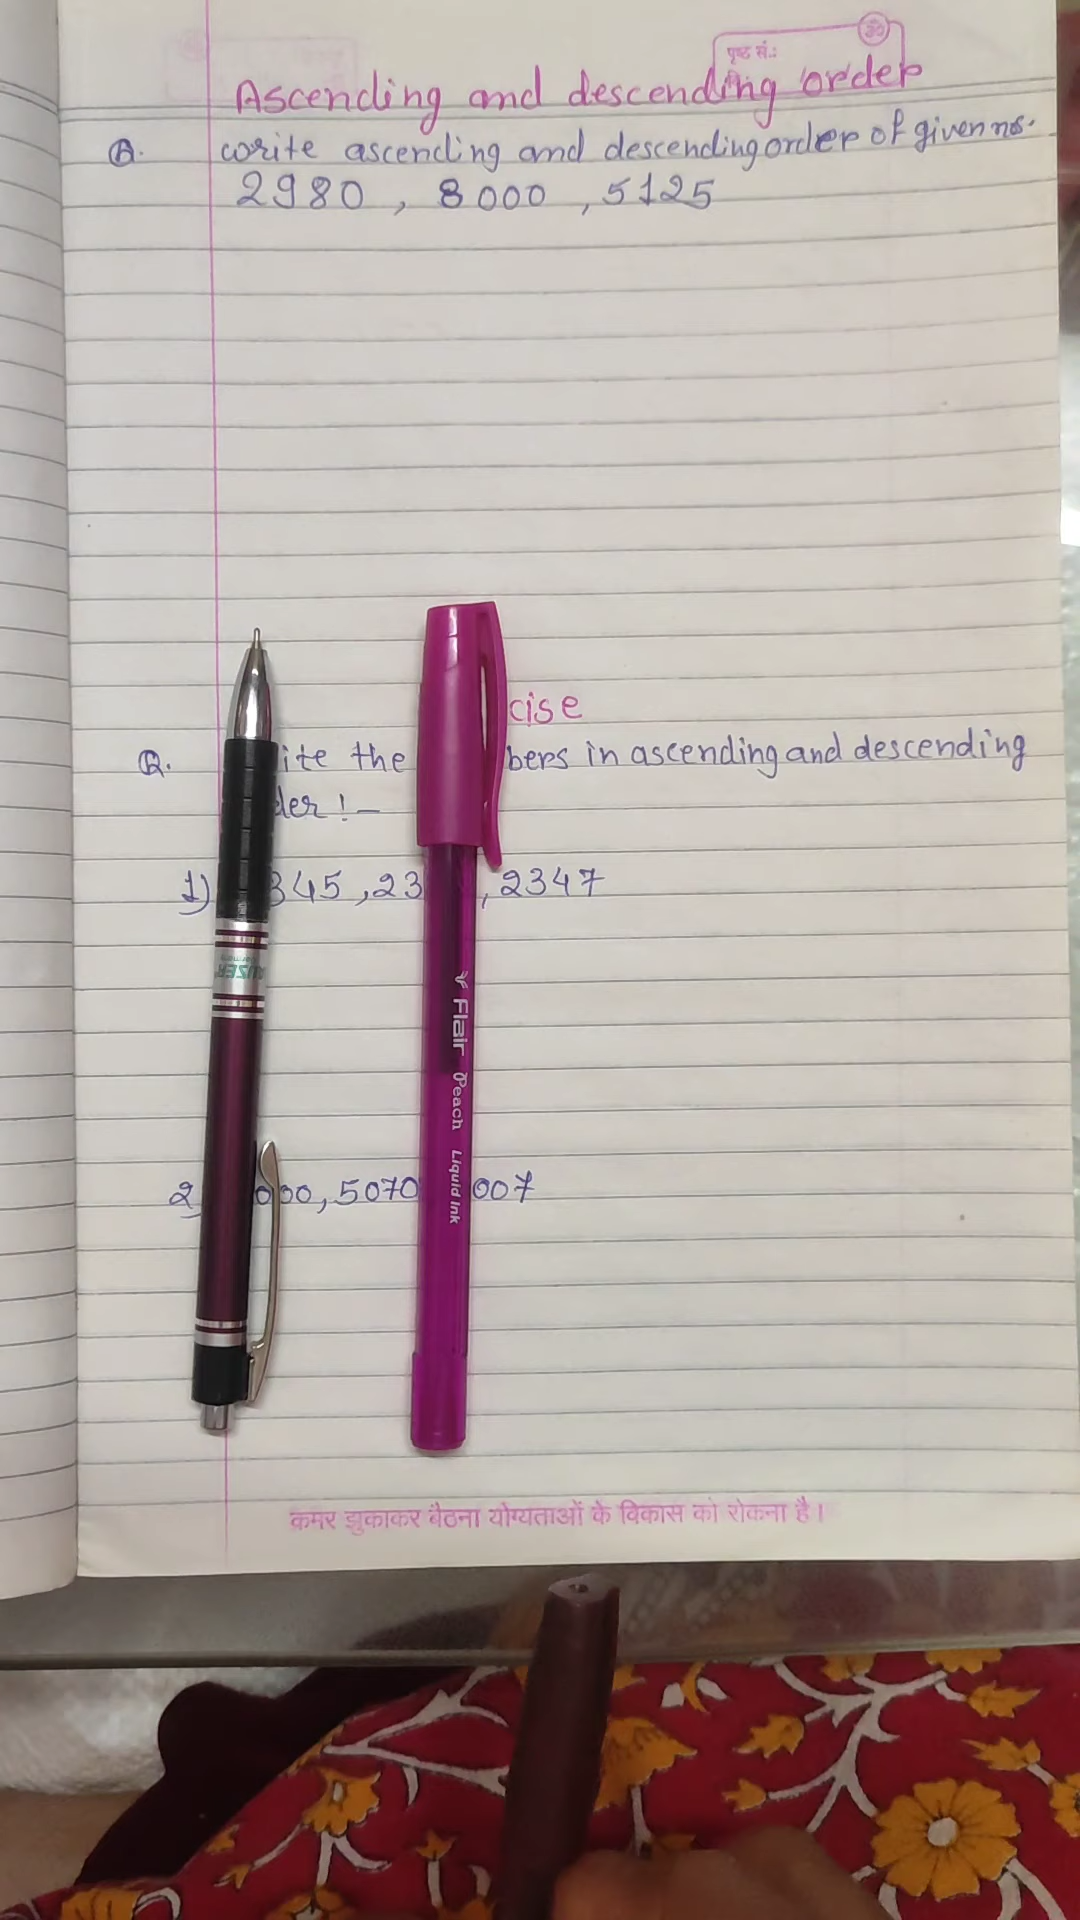 पृष्ठ सं.:
Ascending and descending order
Q. write ascending and descending order of given nos.
2980 , 8000 , 5125
cise
Q. ite the bers in ascending and descending
der :-
1) 345 , 23 , 2347
2 000, 5070 007
Flair Peach Liquid Ink
कमर झुकाकर बैठना योग्यताओं के विकास को रोकना है।